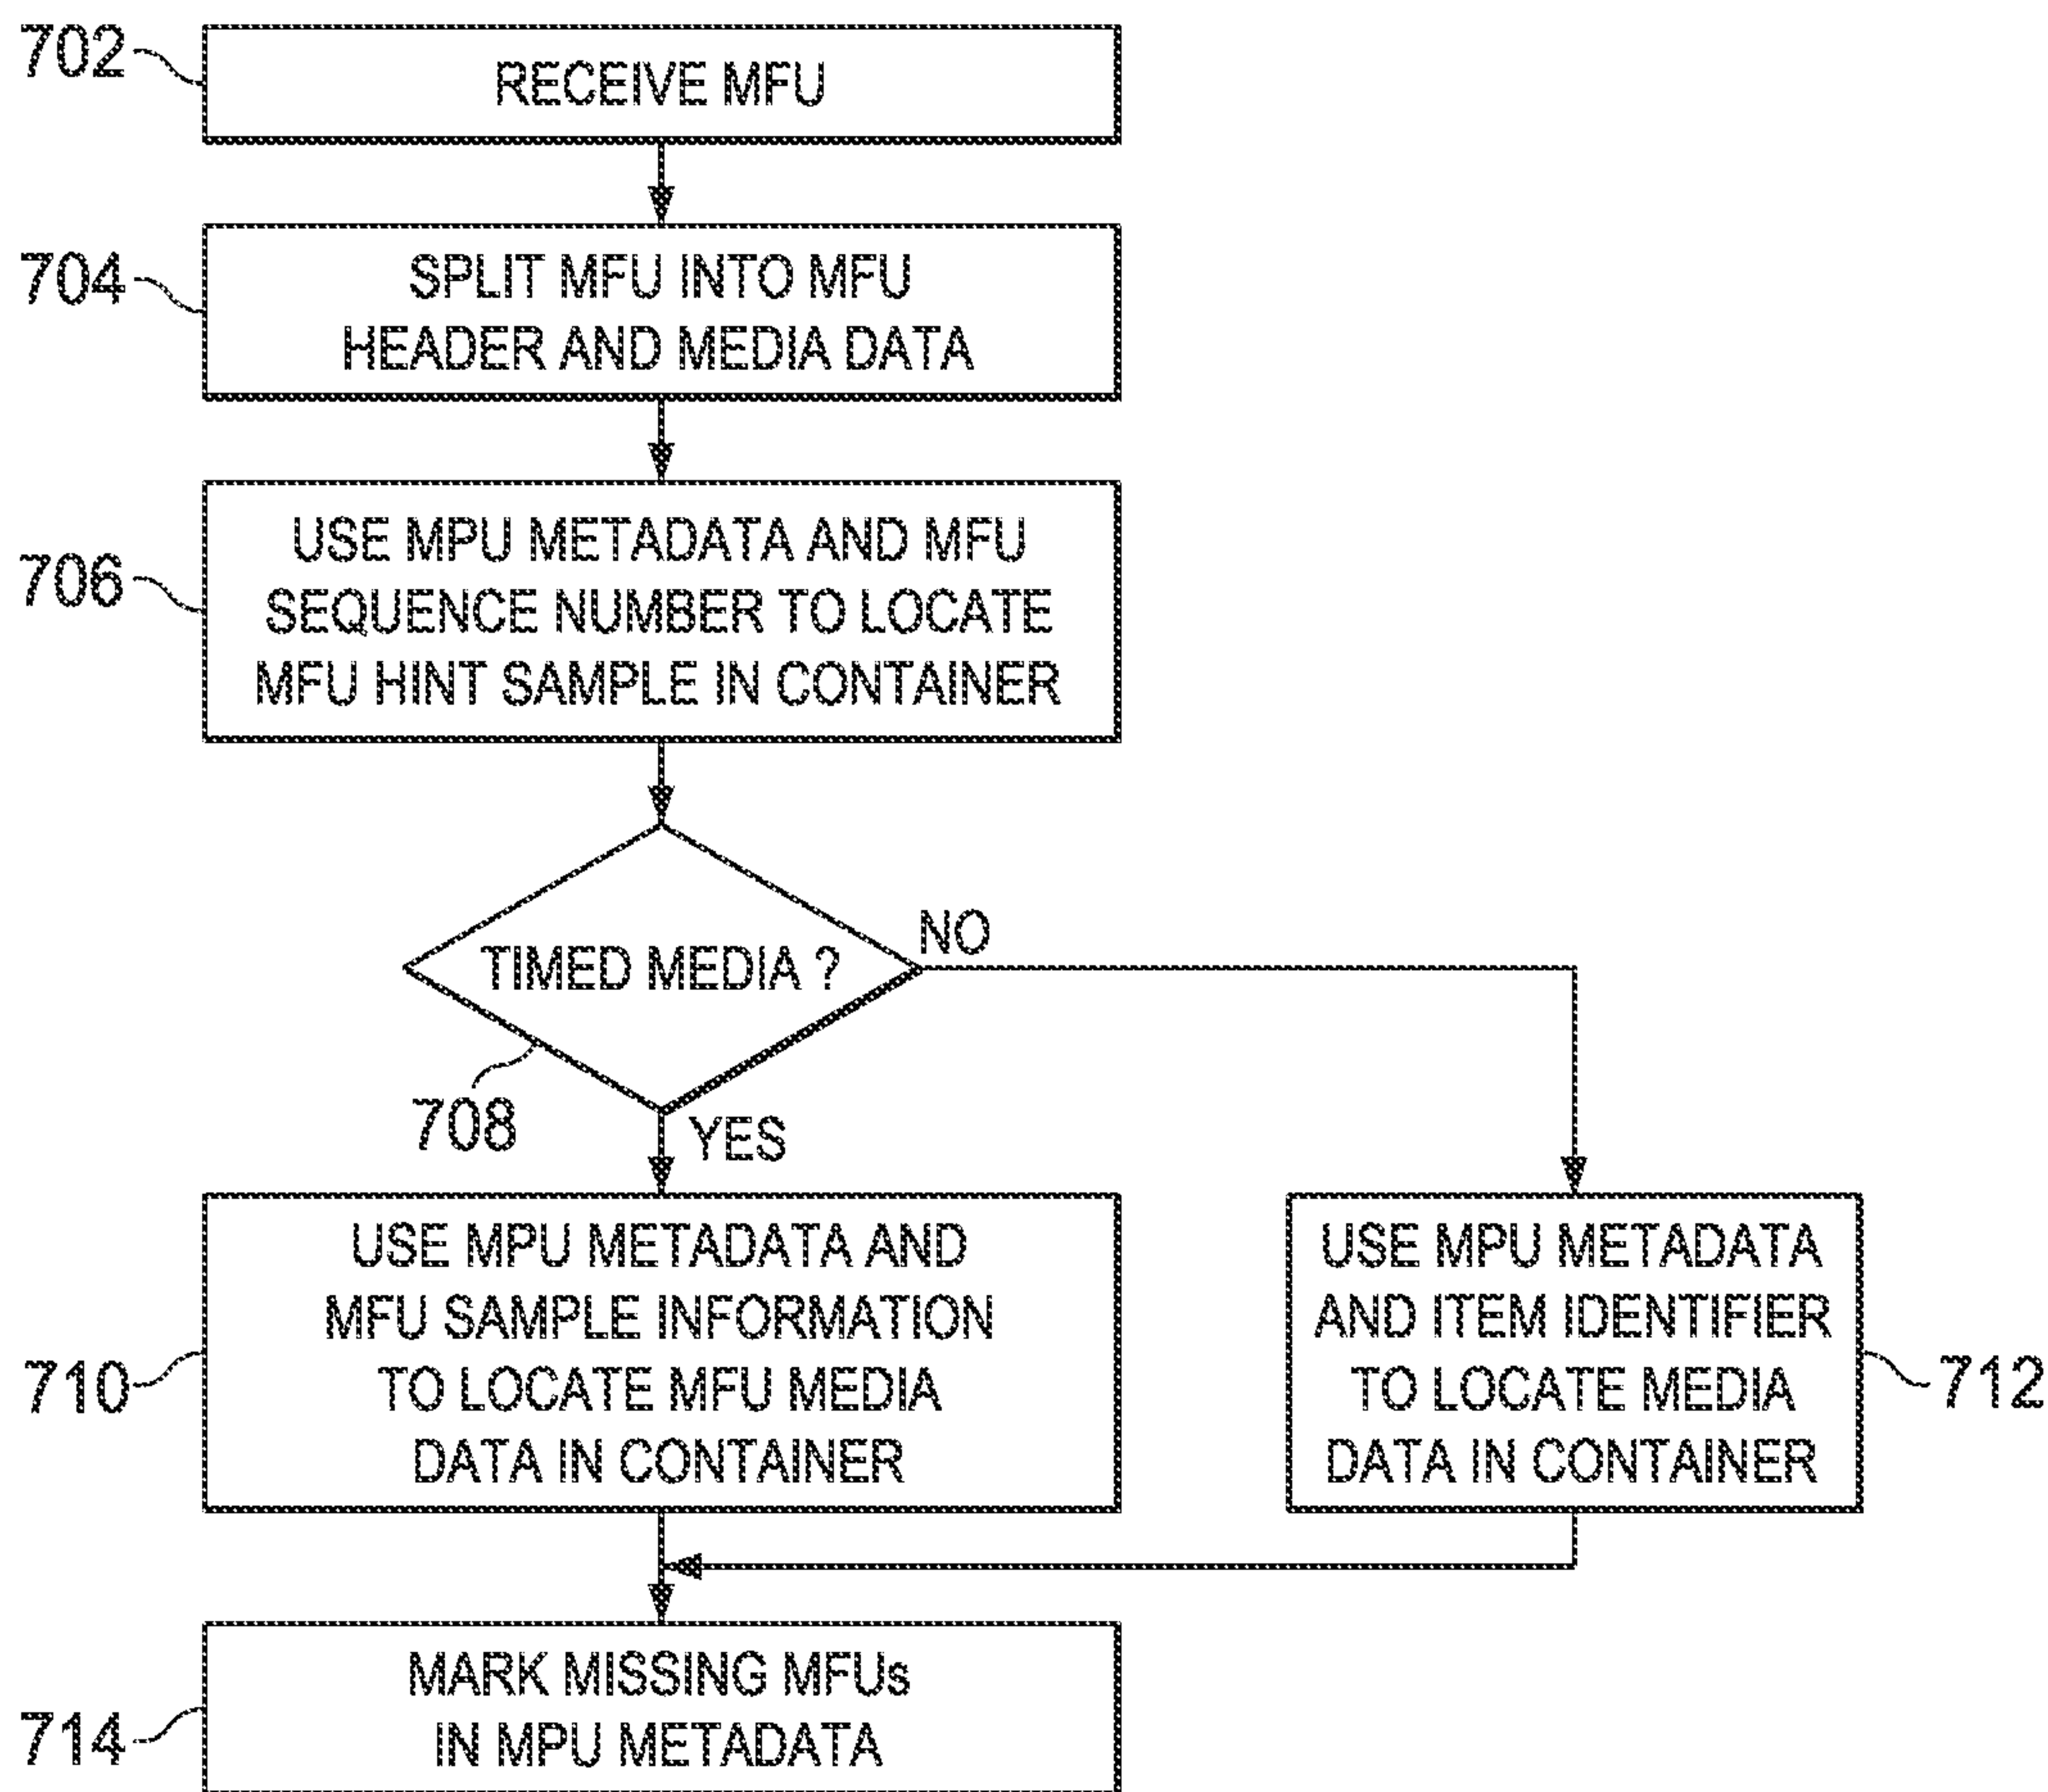 702
RECEIVE MFU
704
SPLIT MFU INTO MFU
HEADER AND MEDIA DATA
706
USE MPU METADATA AND MFU
SEQUENCE NUMBER TO LOCATE
MFU HINT SAMPLE IN CONTAINER
TIMED MEDIA ?
NO
708
YES
710
USE MPU METADATA AND
MFU SAMPLE INFORMATION
TO LOCATE MFU MEDIA
DATA IN CONTAINER
USE MPU METADATA
AND ITEM IDENTIFIER
TO LOCATE MEDIA
DATA IN CONTAINER
712
714
MARK MISSING MFUs
IN MPU METADATA